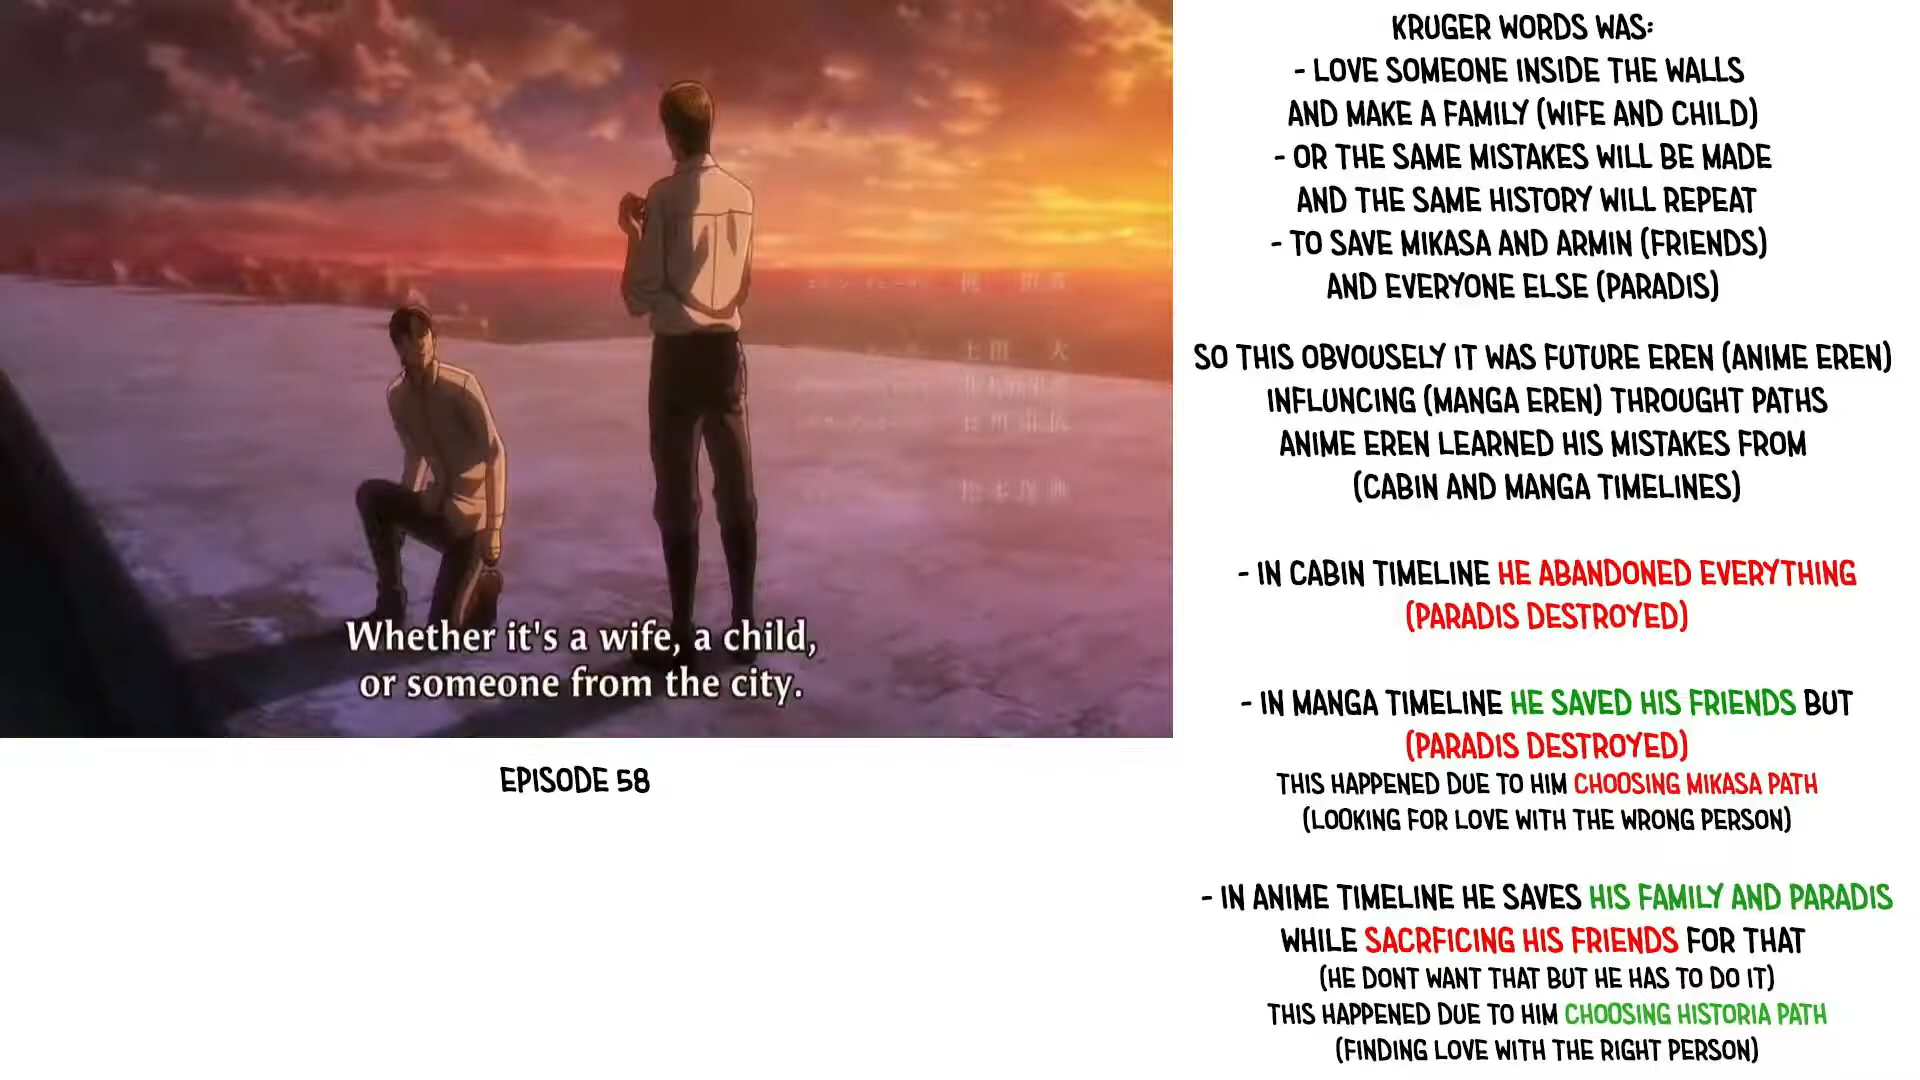 Whether it's a wife, a child,
or someone from the city.
EPISODE 58
KRUGER WORDS WAS:
- LOVE SOMEONE INSIDE THE WALLS
AND MAKE A FAMILY (WIFE AND CHILD)
- OR THE SAME MISTAKES WILL BE MADE
AND THE SAME HISTORY WILL REPEAT
- TO SAVE MIKASA AND ARMIN (FRIENDS)
AND EVERYONE ELSE (PARADIS)
SO THIS OBVOUSELY IT WAS FUTURE EREN (ANIME EREN)
INFLUNCING (MANGA EREN) THROUGHT PATHS
ANIME EREN LEARNED HIS MISTAKES FROM
(CABIN AND MANGA TIMELINES)
- IN CABIN TIMELINE HE ABANDONED EVERYTHING
(PARADIS DESTROYED)
- IN MANGA TIMELINE HE SAVED HIS FRIENDS BUT
(PARADIS DESTROYED)
THIS HAPPENED DUE TO HIM CHOOSING MIKASA PATH
(LOOKING FOR LOVE WITH THE WRONG PERSON)
- IN ANIME TIMELINE HE SAVES HIS FAMILY AND PARADIS
WHILE SACRFICING HIS FRIENDS FOR THAT
(HE DONT WANT THAT BUT HE HAS TO DO IT)
THIS HAPPENED DUE TO HIM CHOOSING HISTORIA PATH
(FINDING LOVE WITH THE RIGHT PERSON)